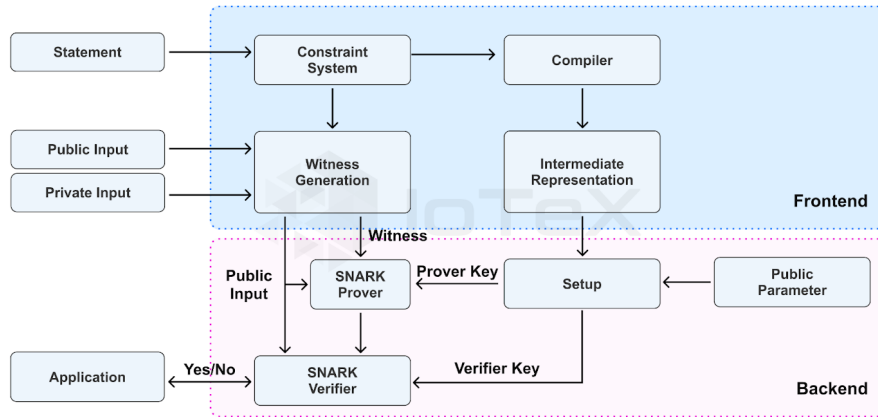 Statement
Constraint
System
Compiler
Public Input
Private Input
Witness
Generation
Intermediate
Representation
IoTeX
Frontend
Witness
Public
Input
SNARK
Prover
Prover Key
Setup
Public
Parameter
Application
Yes/No
SNARK
Verifier
Verifier Key
Backend